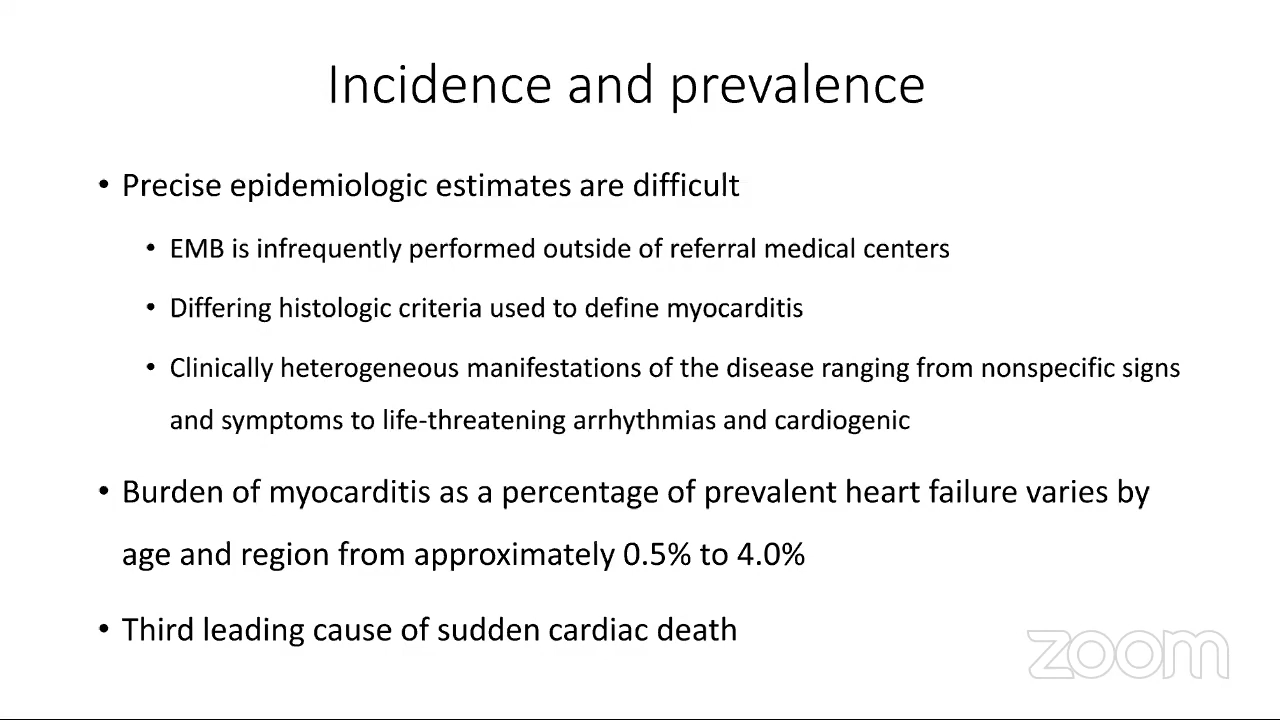 Incidence and prevalence
• Precise epidemiologic estimates are difficult
• EMB is infrequently performed outside of referral medical centers
• Differing histologic criteria used to define myocarditis
• Clinically heterogeneous manifestations of the disease ranging from nonspecific signs
and symptoms to life-threatening arrhythmias and cardiogenic
• Burden of myocarditis as a percentage of prevalent heart failure varies by
age and region from approximately 0.5% to 4.0%
• Third leading cause of sudden cardiac death
zoom